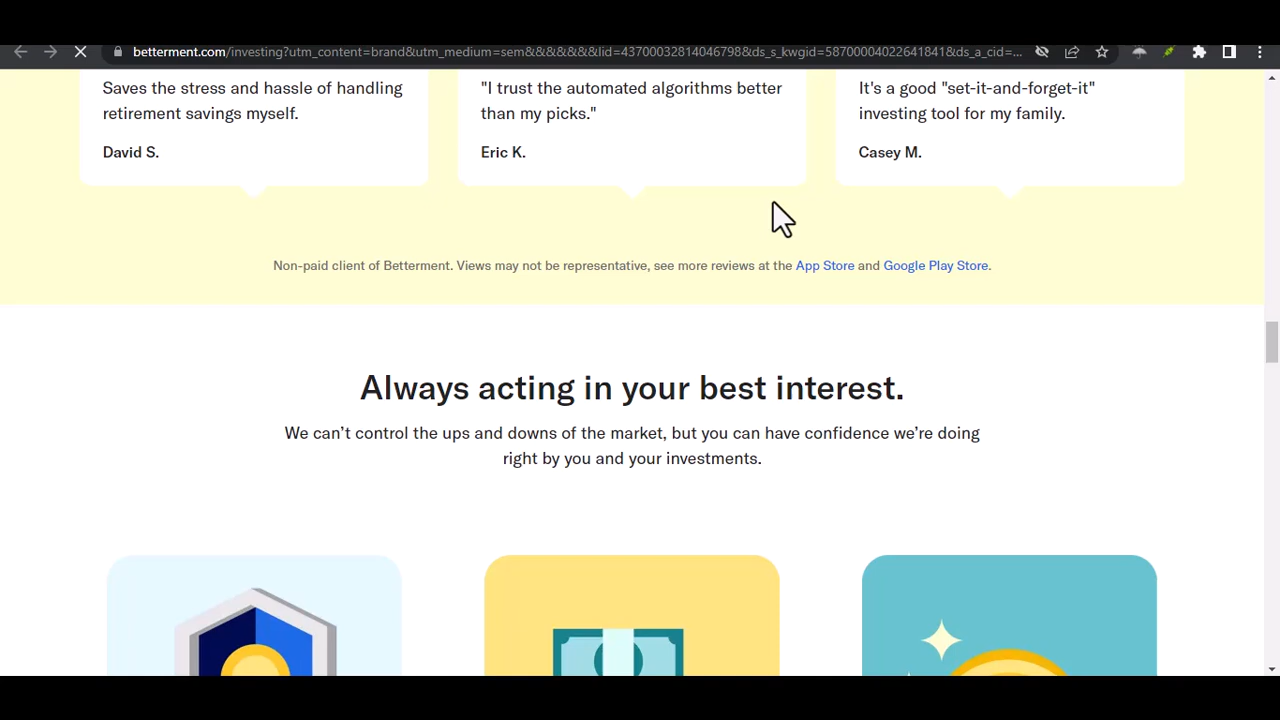 betterment.com/investing?utm_content=brand&utm_medium=sem&&&&&&&lid=43700032814046798&ds_s_kwgid=58700004022641841&ds_a_cid=...
Saves the stress and hassle of handling
retirement savings myself.
David S.
"I trust the automated algorithms better
than my picks."
Eric K.
It's a good "set-it-and-forget-it"
investing tool for my family.
Casey M.
Non-paid client of Betterment. Views may not be representative, see more reviews at the App Store and Google Play Store.
Always acting in your best interest.
We can’t control the ups and downs of the market, but you can have confidence we’re doing
right by you and your investments.